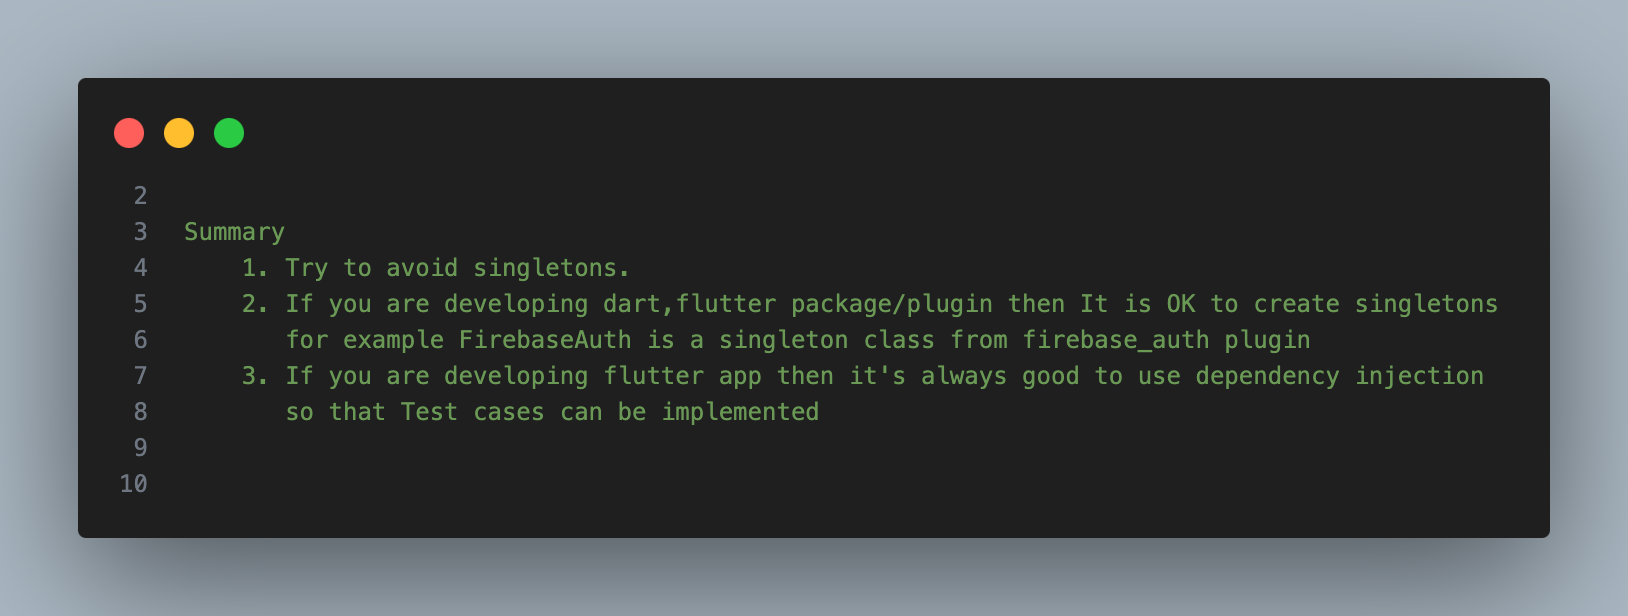 2
3 Summary
4 1. Try to avoid singletons.
5 2. If you are developing dart,flutter package/plugin then It is OK to create singletons
6 for example FirebaseAuth is a singleton class from firebase_auth plugin
7 3. If you are developing flutter app then it's always good to use dependency injection
8 so that Test cases can be implemented
9
10